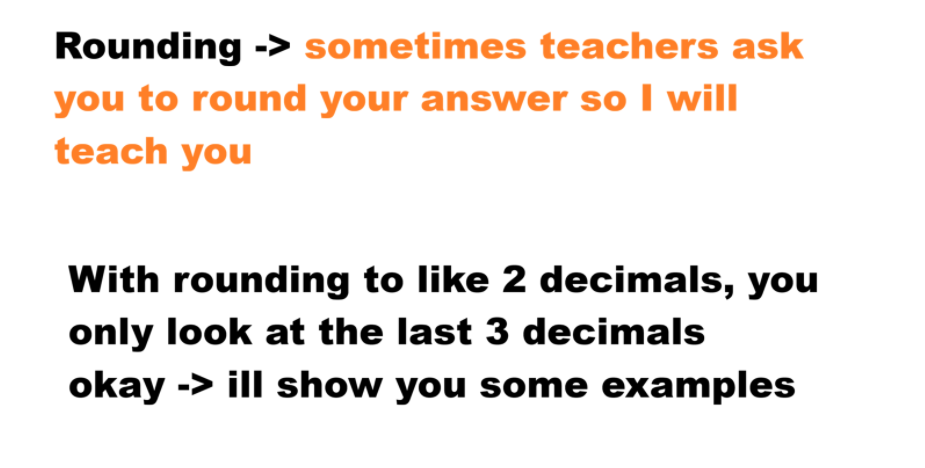 Rounding -> sometimes teachers ask
you to round your answer so I will
teach you
With rounding to like 2 decimals, you
only look at the last 3 decimals
okay -> ill show you some examples